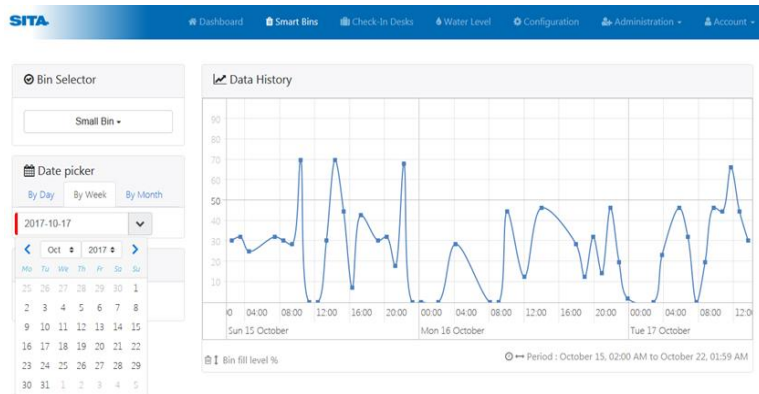 SITA
Dashboard Smart Bins Check-In Desks Water Level Configuration Administration Account
Bin Selector
Small Bin
Date picker
By Day By Week By Month
2017-10-17
Oct 2017
Mo Tu We Th Fr Sa Su
25 26 27 28 29 30 1
2 3 4 5 6 7 8
9 10 11 12 13 14 15
16 17 18 19 20 21 22
23 24 25 26 27 28 29
30 31 1 2 3 4 5
Data History
90
80
70
60
50
40
30
20
10
04:00 08:00 12:00 16:00 20:00 00:00 04:00 08:00 12:00 16:00 20:00 00:00 04:00 08:00
Sun 15 October Mon 16 October Tue 17 October
Bin fill level % Period : October 15, 02:00 AM to October 22, 01:59 AM